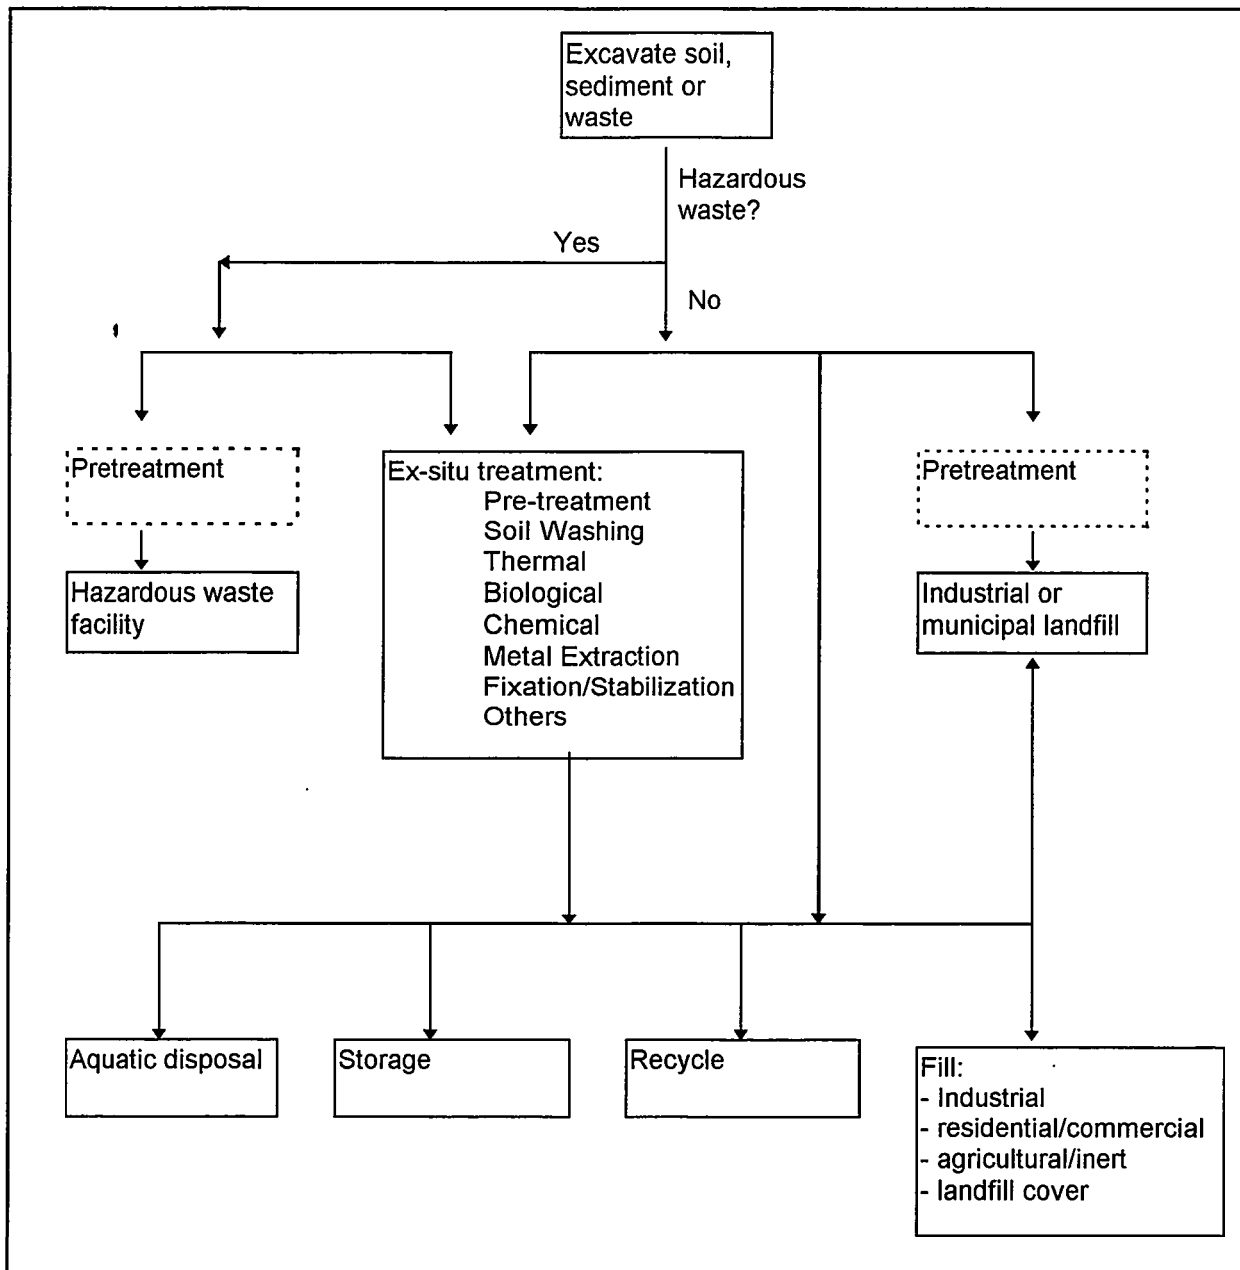 Excavate soil,
sediment or
waste
Hazardous
waste?
Yes
No
Pretreatment
Ex-situ treatment:
Pre-treatment
Soil Washing
Thermal
Biological
Chemical
Metal Extraction
Fixation/Stabilization
Others
Pretreatment
Hazardous waste
facility
Industrial or
municipal landfill
Aquatic disposal
Storage
Recycle
Fill:
- Industrial
- residential/commercial
- agricultural/inert
- landfill cover